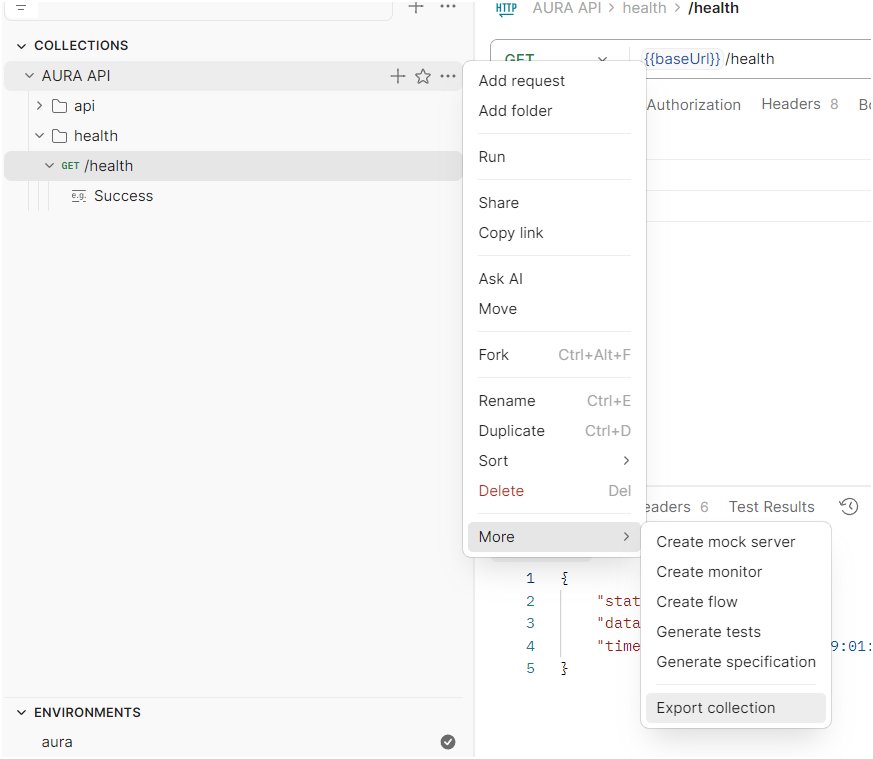 COLLECTIONS
AURA API
api
health
GET /health
e.g. Success
ENVIRONMENTS
aura
HTTP AURA API > health > /health
GET {{baseUrl}} /health
Authorization Headers 8
Add request
Add folder
Run
Share
Copy link
Ask AI
Move
Fork Ctrl+Alt+F
Rename Ctrl+E
Duplicate Ctrl+D
Sort
Delete Del
More
eaders 6 Test Results
Create mock server
Create monitor
Create flow
Generate tests
Generate specification
Export collection
1 {
2 "stat
3 "data
4 "time 9:01:
5 }